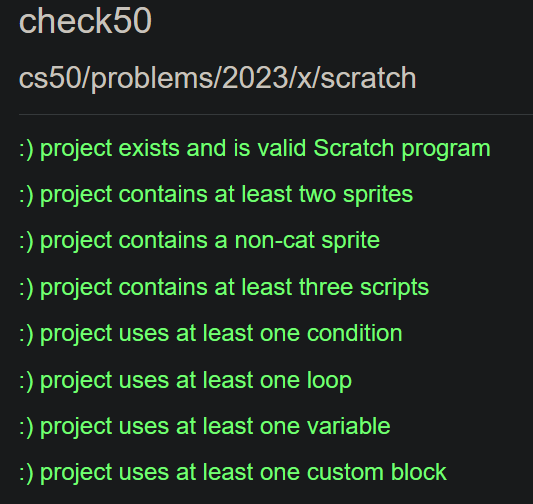 check50
cs50/problems/2023/x/scratch
:) project exists and is valid Scratch program
:) project contains at least two sprites
:) project contains a non-cat sprite
:) project contains at least three scripts
:) project uses at least one condition
:) project uses at least one loop
:) project uses at least one variable
:) project uses at least one custom block